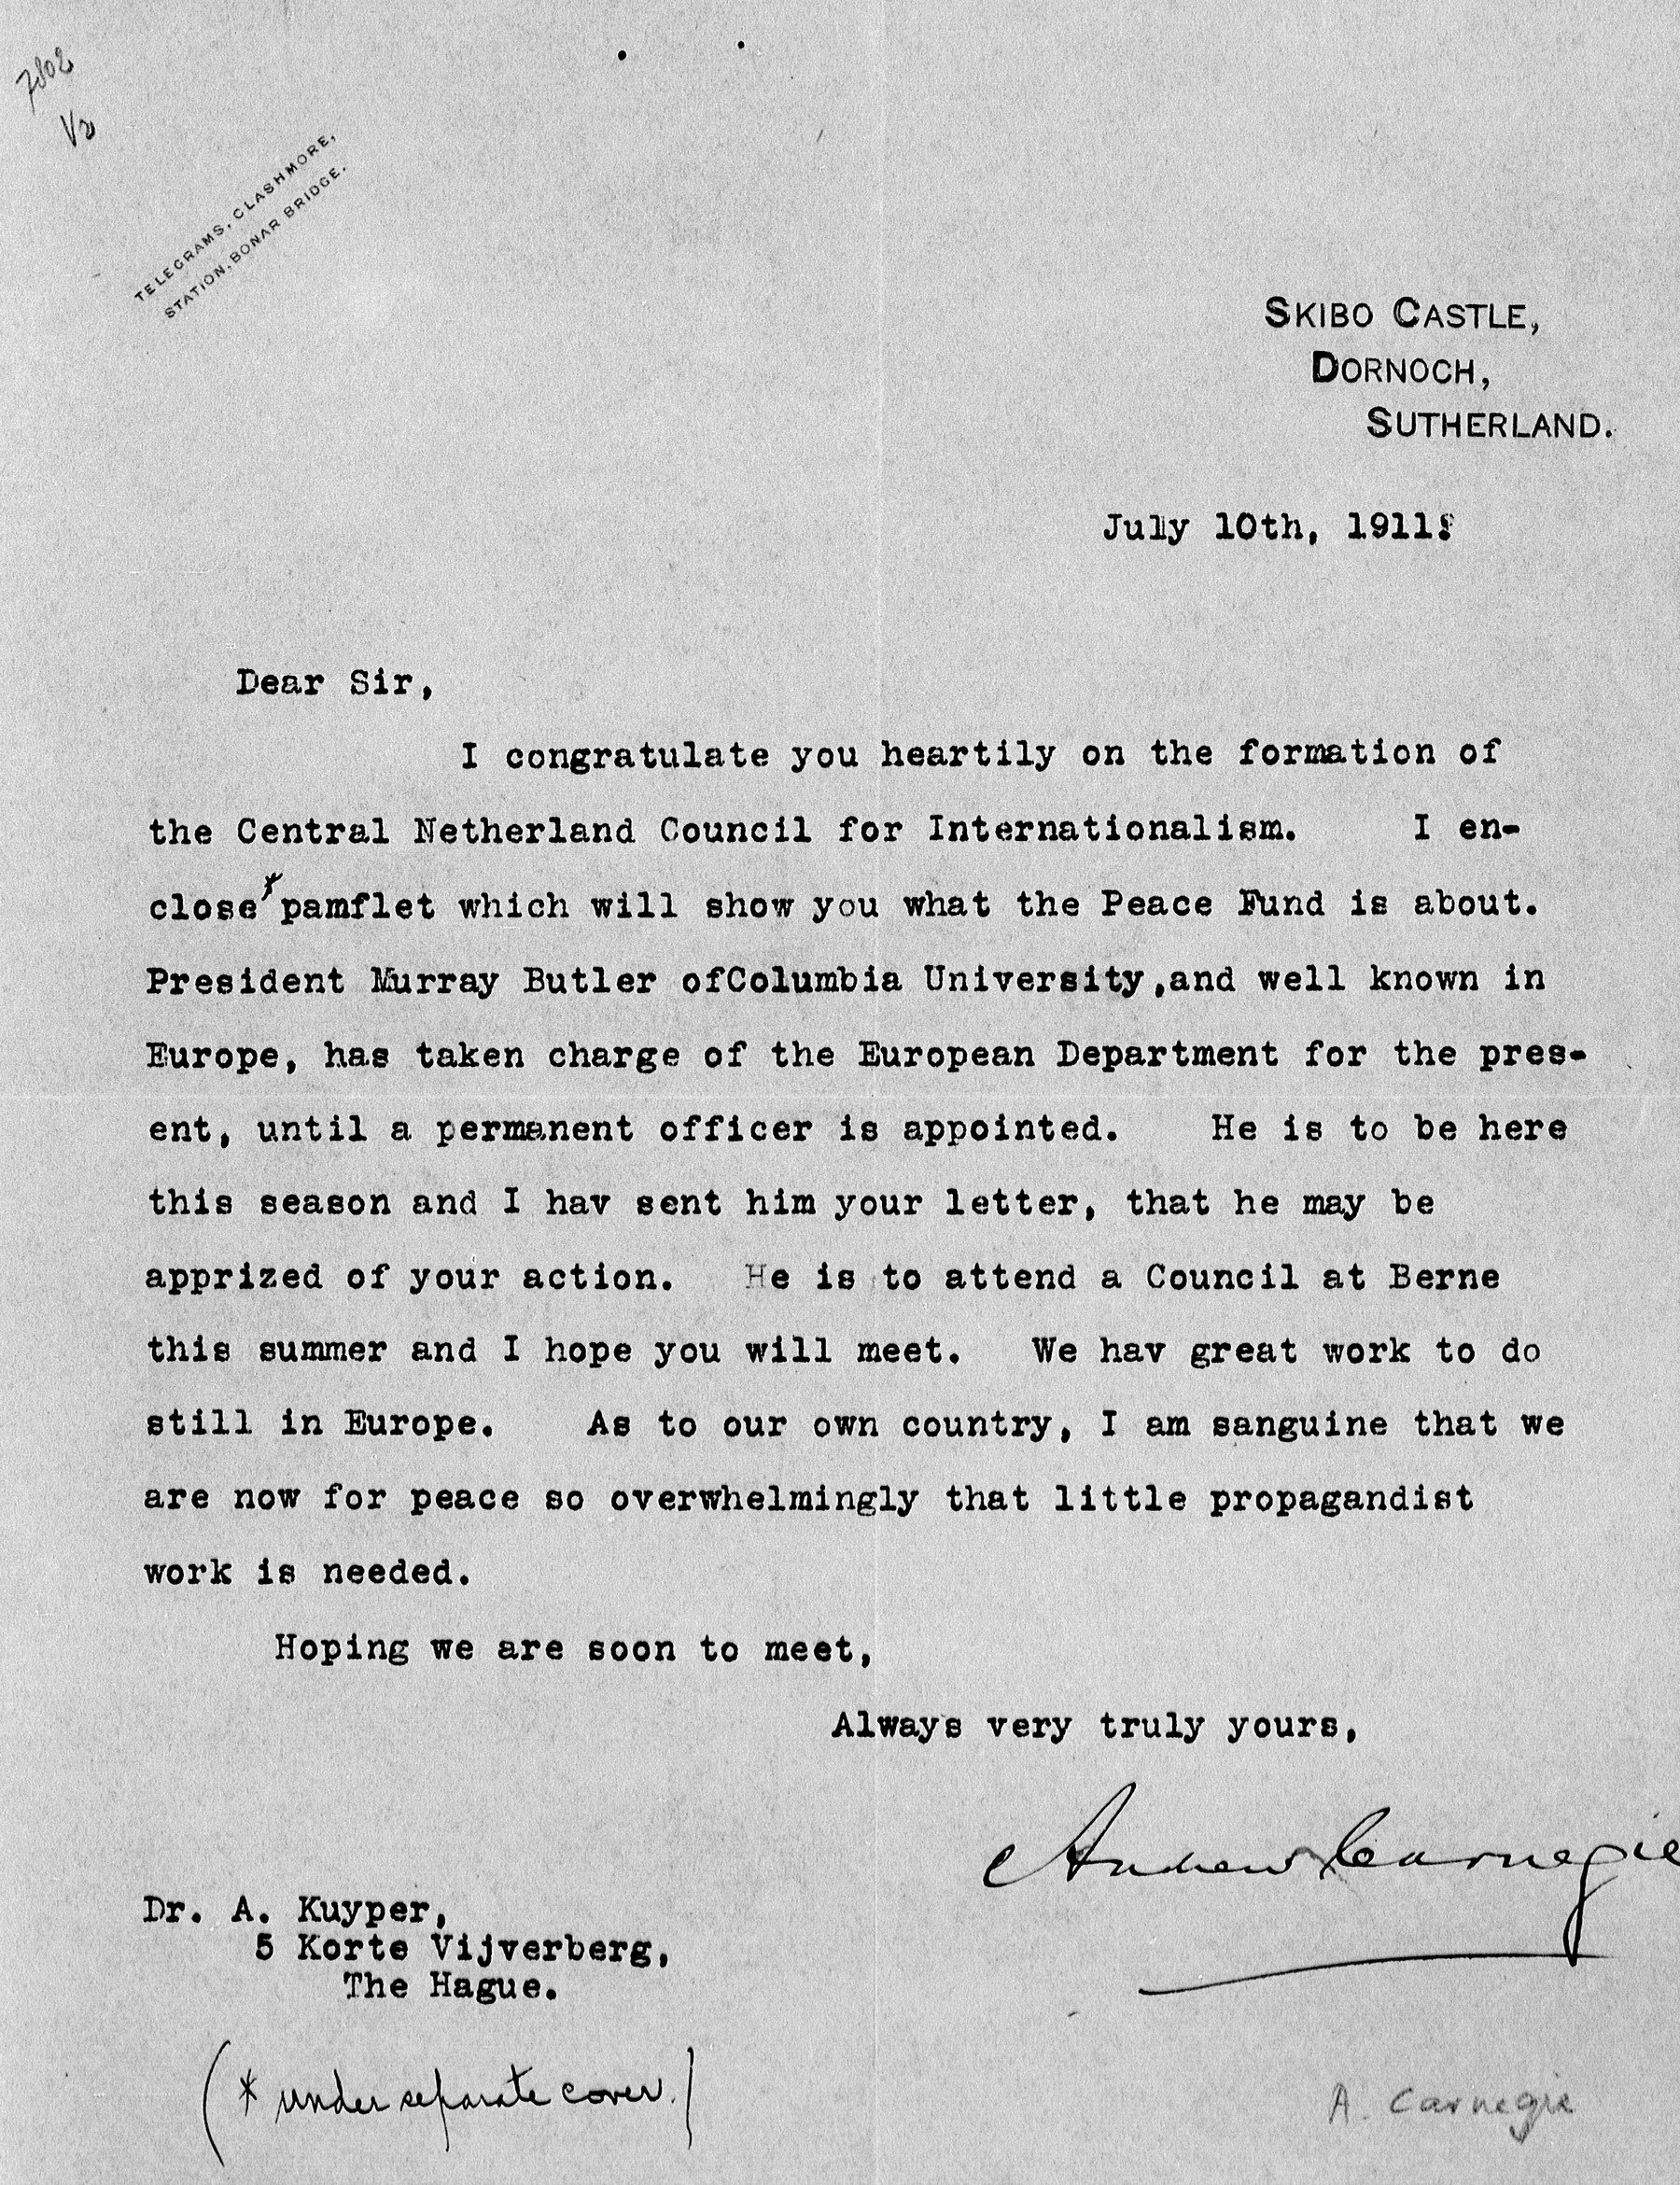 7802
TELEGRAMS, CLASHMORE,
STATION, BONAR BRIDGE.
SKIBO CASTLE,
DORNOCH,
SUTHERLAND.
July 10th, 1911.
Dear Sir,
I congratulate you heartily on the formation of
the Central Netherland Council for Internationalism. I en-
close * pamflet which will show you what the Peace Fund is about.
President Murray Butler ofColumbia University,and well known in
Europe, has taken charge of the European Department for the pres-
ent, until a permanent officer is appointed. He is to be here
this season and I hav sent him your letter, that he may be
apprized of your action. He is to attend a Council at Berne
this summer and I hope you will meet. We hav great work to do
still in Europe. As to our own country, I am sanguine that we
are now for peace so overwhelmingly that little propagandist
work is needed.
Hoping we are soon to meet,
Always very truly yours,
Andrew Carnegie
Dr. A. Kuyper,
5 Korte Vijverberg,
The Hague.
(* under separate cover.)
A. Carnegie